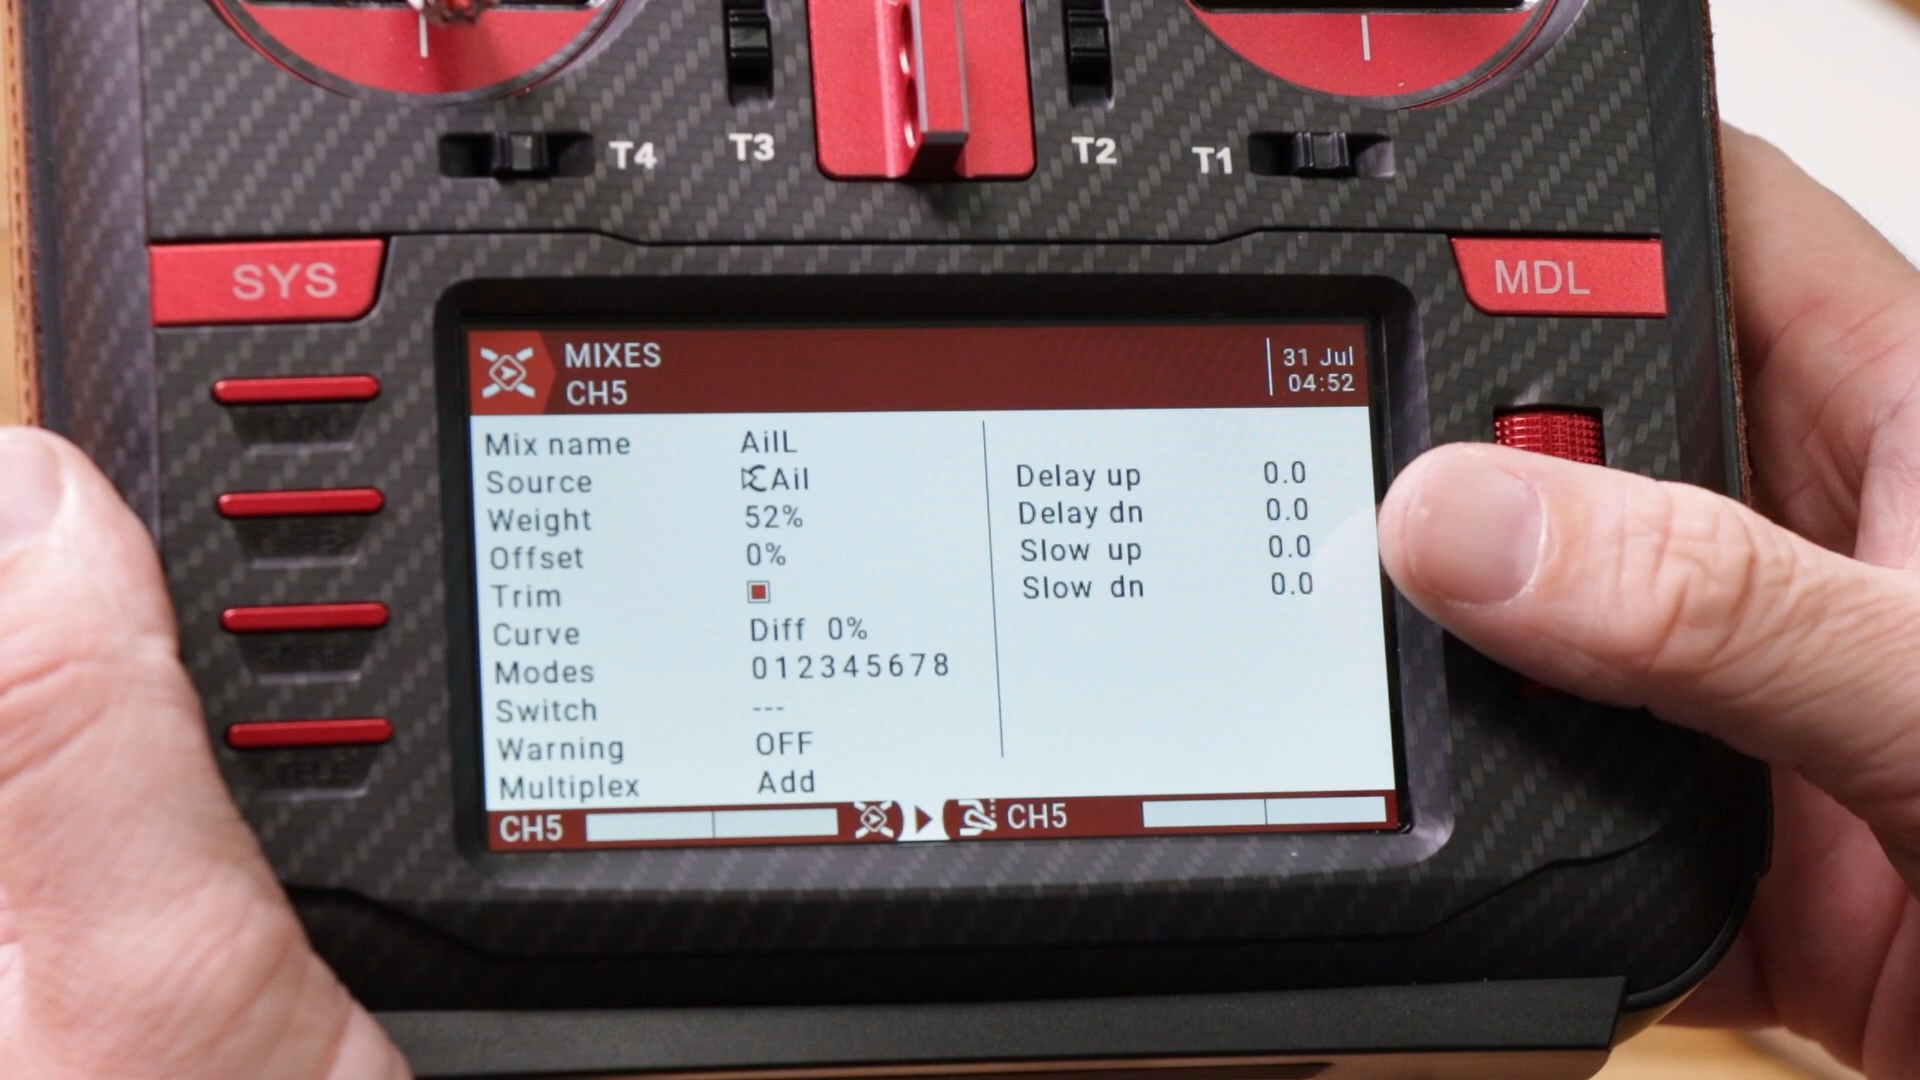 T4 T3 T2 T1
SYS
MDL
MIXES
CH5
31 Jul
04:52
Mix name AilL
Source Ail
Weight 52%
Offset 0%
Trim
Curve Diff 0%
Modes 012345678
Switch ---
Warning OFF
Multiplex Add
Delay up 0.0
Delay dn 0.0
Slow up 0.0
Slow dn 0.0
CH5 CH5